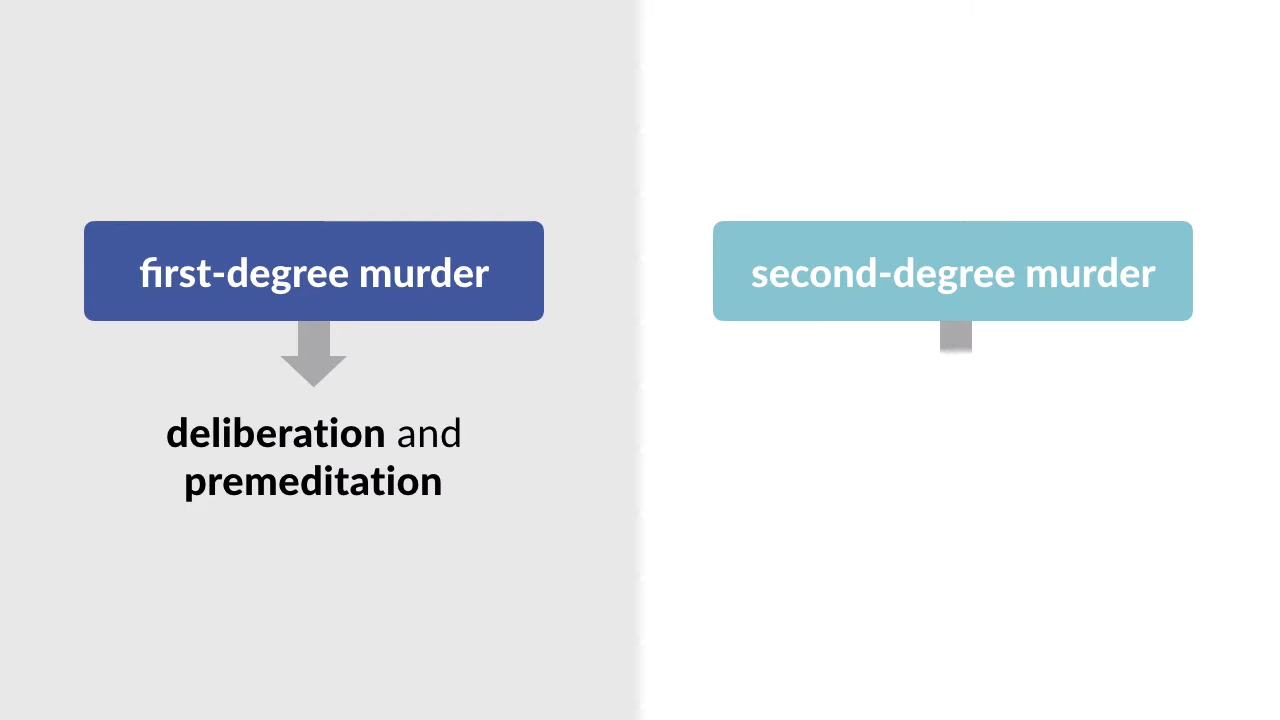 first-degree murder
second-degree murder
deliberation and
premeditation